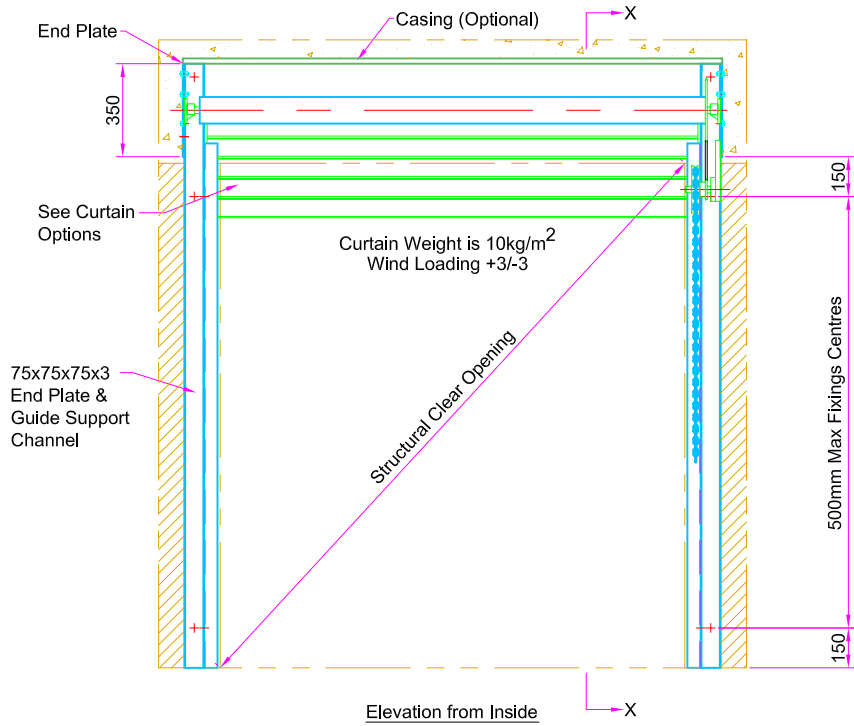 Casing (Optional)
X
End Plate
350
150
See Curtain
Options
Curtain Weight is 10kg/m²
Wind Loading +3/-3
Structural Clear Opening
75x75x75x3
End Plate &
Guide Support
Channel
500mm Max Fixings Centres
150
Elevation from Inside
X